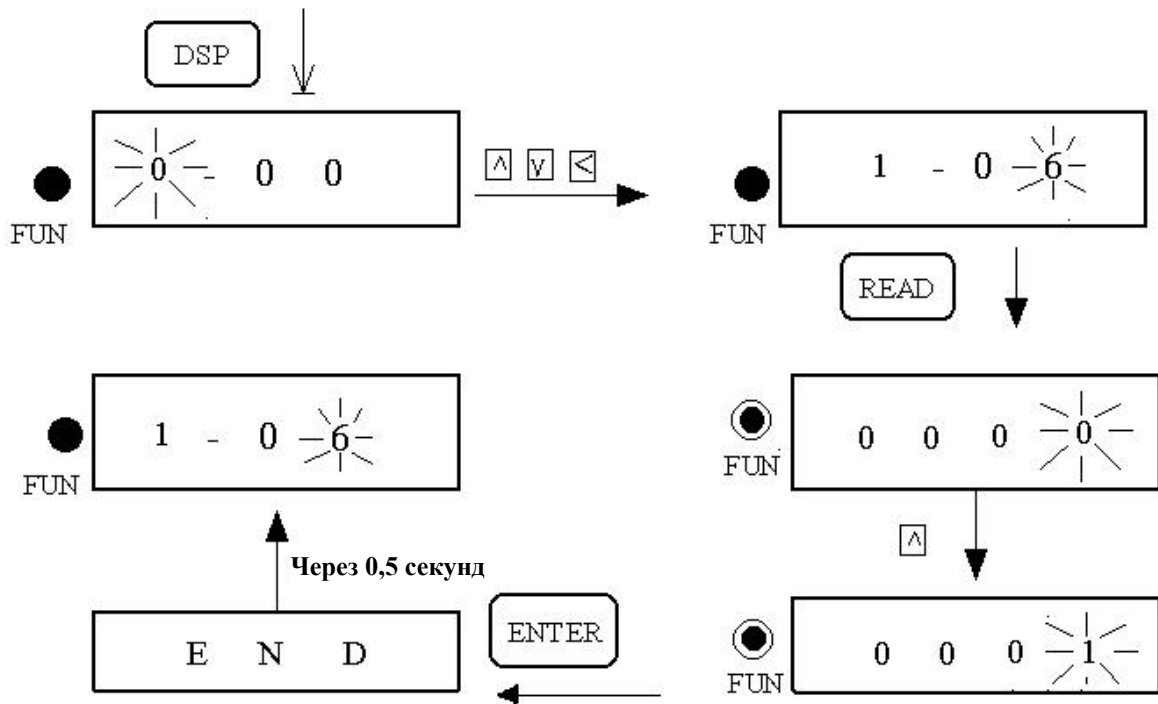 DSP
0 - 0 0
FUN
^ v <
1 - 0 6
FUN
READ
0 0 0 0
FUN
^
0 0 0 1
FUN
ENTER
E N D
Через 0,5 секунд
1 - 0 6
FUN